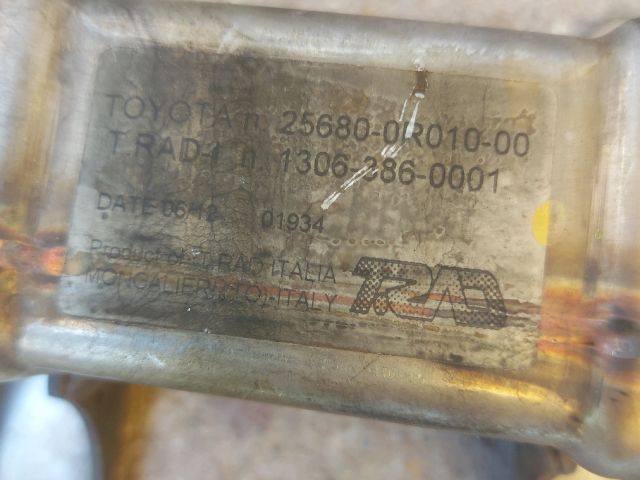 TOYOTA n. 25680-0R010-00
T RAD-I n. 1306-386-0001
DATE 06/12 01934
Product of T-RAD ITALIA
MONCALIERI(TO)-ITALY
TRAD